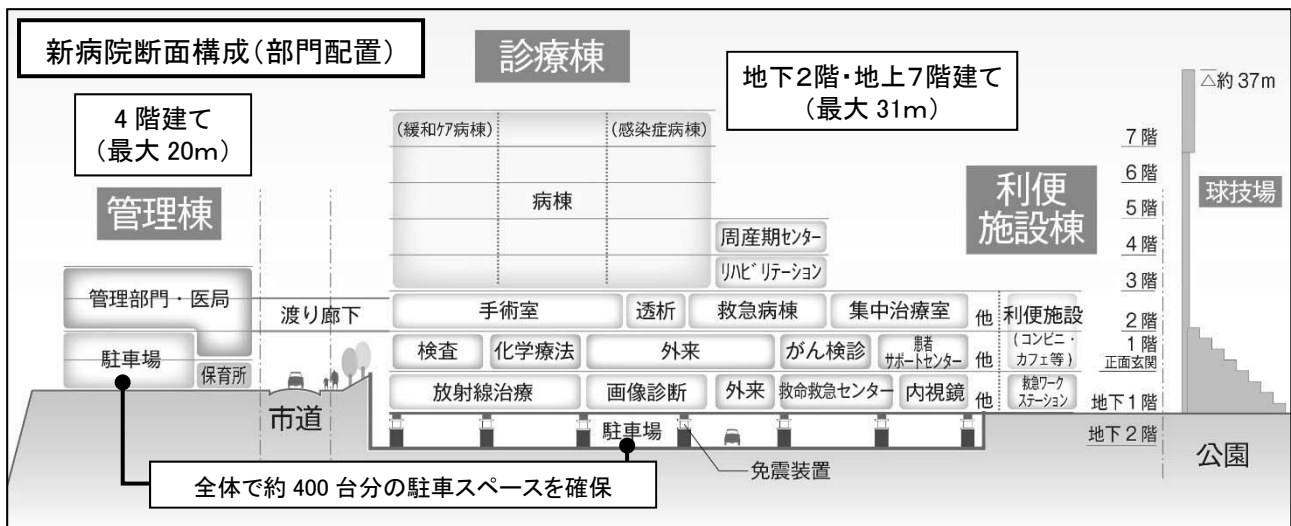 新病院断面構成(部門配置)
診療棟
地下2階・地上7階建て
(最大 31m)
4 階建て
(最大 20m)
管理棟
利便
施設棟
球技場
△約 37m
7 階
6 階
5 階
4 階
3 階
2 階
1 階
正面玄関
地下 1 階
地下 2 階
(緩和ケア病棟)
(感染症病棟)
病棟
周産期センター
リハビリテーション
管理部門・医局
渡り廊下
手術室
透析
救急病棟
集中治療室
他
利便施設
(コンビニ・
カフェ等)
駐車場
保育所
検査
化学療法
外来
がん検診
患者
サポートセンター
他
放射線治療
画像診断
外来
救命救急センター
内視鏡
他
救急ワーク
ステーション
市道
駐車場
免震装置
公園
全体で約 400 台分の駐車スペースを確保